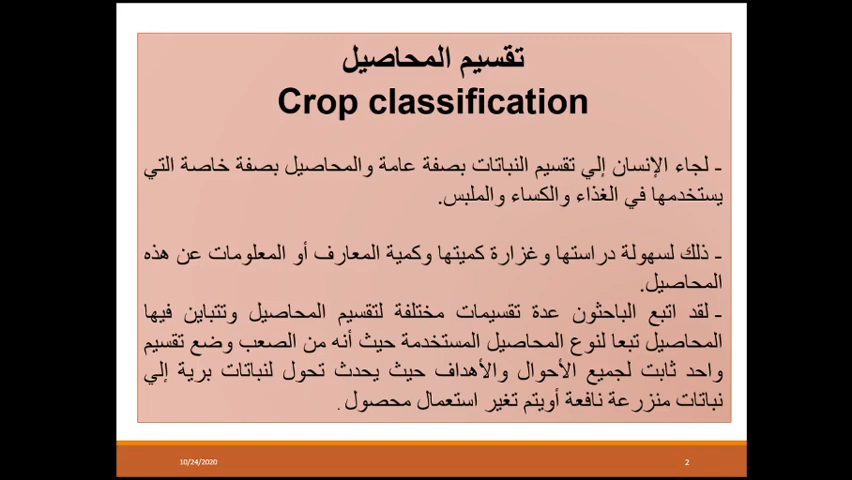 تقسيم المحاصيل
Crop classification
- لجاء الإنسان إلي تقسيم النباتات بصفة عامة والمحاصيل بصفة خاصة التي
يستخدمها في الغذاء والكساء والملبس.
- ذلك لسهولة دراستها وغزارة كميتها وكمية المعارف أو المعلومات عن هذه
المحاصيل.
- لقد اتبع الباحثون عدة تقسيمات مختلفة لتقسيم المحاصيل وتتباين فيها
المحاصيل تبعا لنوع المحاصيل المستخدمة حيث أنه من الصعب وضع تقسيم
واحد ثابت لجميع الأحوال والأهداف حيث يحدث تحول لنباتات برية إلي
نباتات منزرعة نافعة أويتم تغير استعمال محصول .
10/24/2020
2